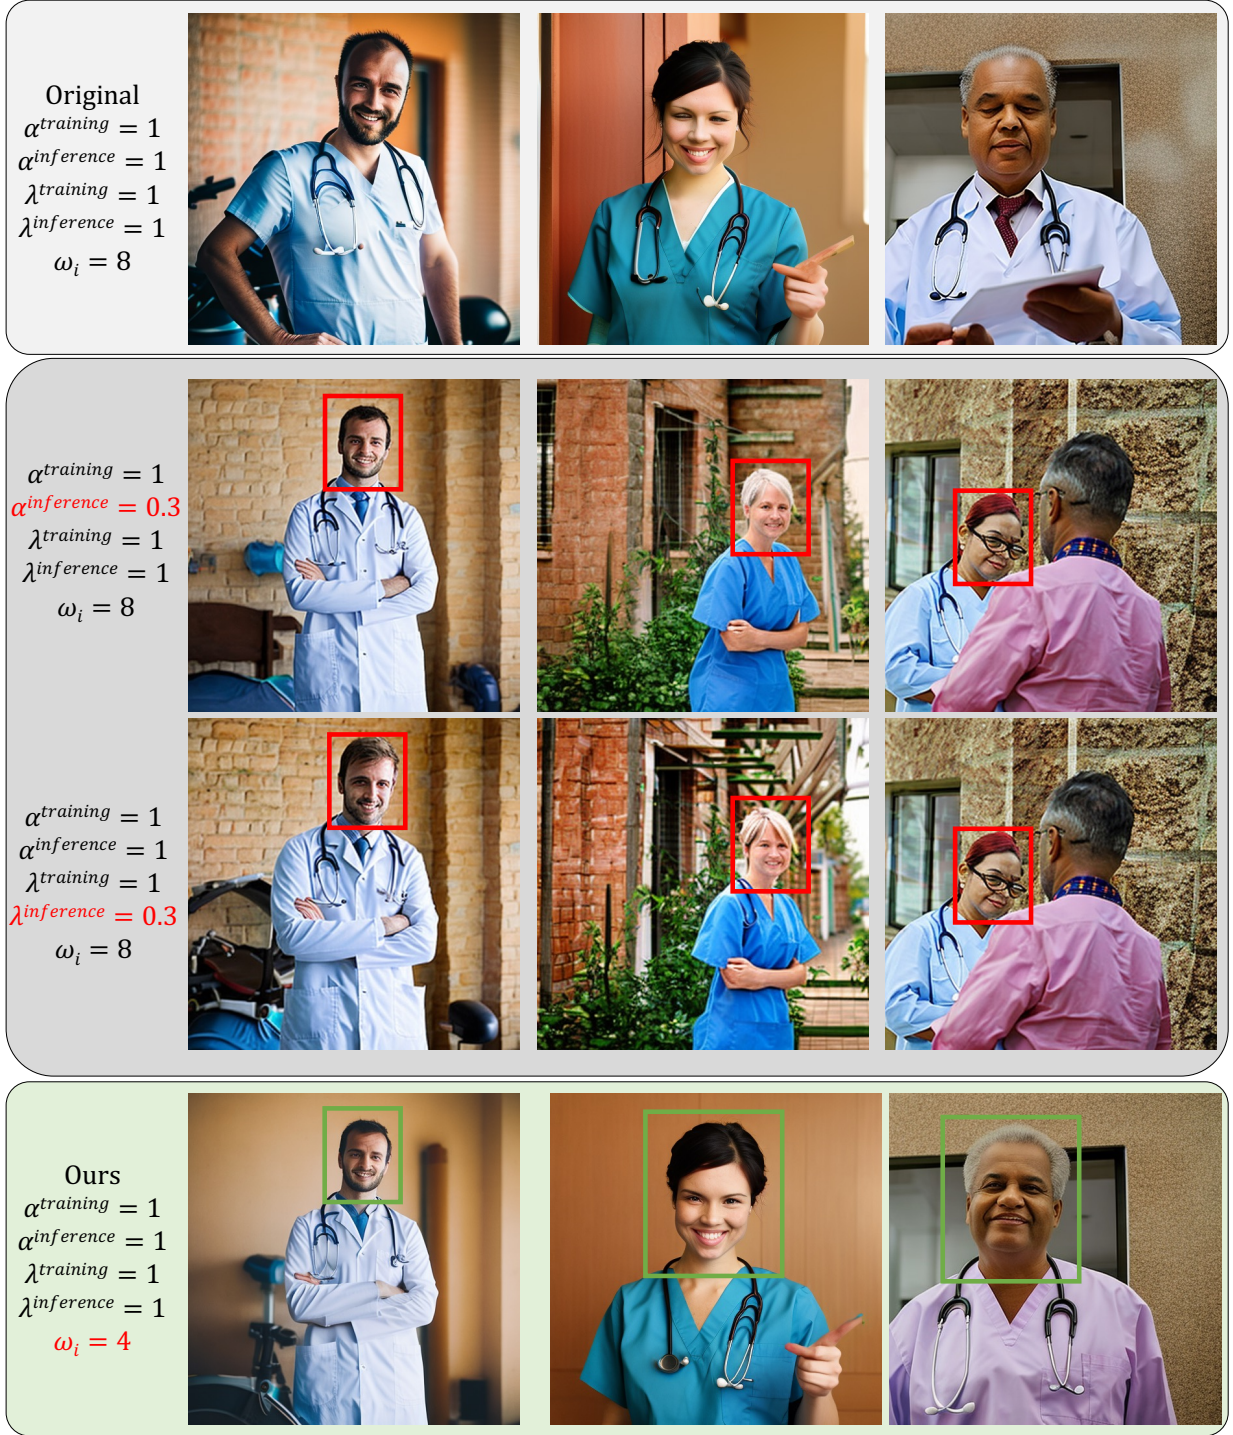 Original
α^training = 1
α^inference = 1
λ^training = 1
λ^inference = 1
ω_i = 8
α^training = 1
α^inference = 0.3
λ^training = 1
λ^inference = 1
ω_i = 8
α^training = 1
α^inference = 1
λ^training = 1
λ^inference = 0.3
ω_i = 8
Ours
α^training = 1
α^inference = 1
λ^training = 1
λ^inference = 1
ω_i = 4